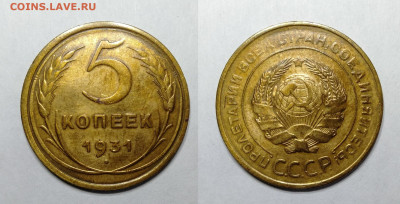 COINS.LAVE.RU
5
КОПЕЕК
1931
ПРОЛЕТАРИИ ВСЕХ СТРАН, СОЕДИНЯЙТЕСЬ!
СССР